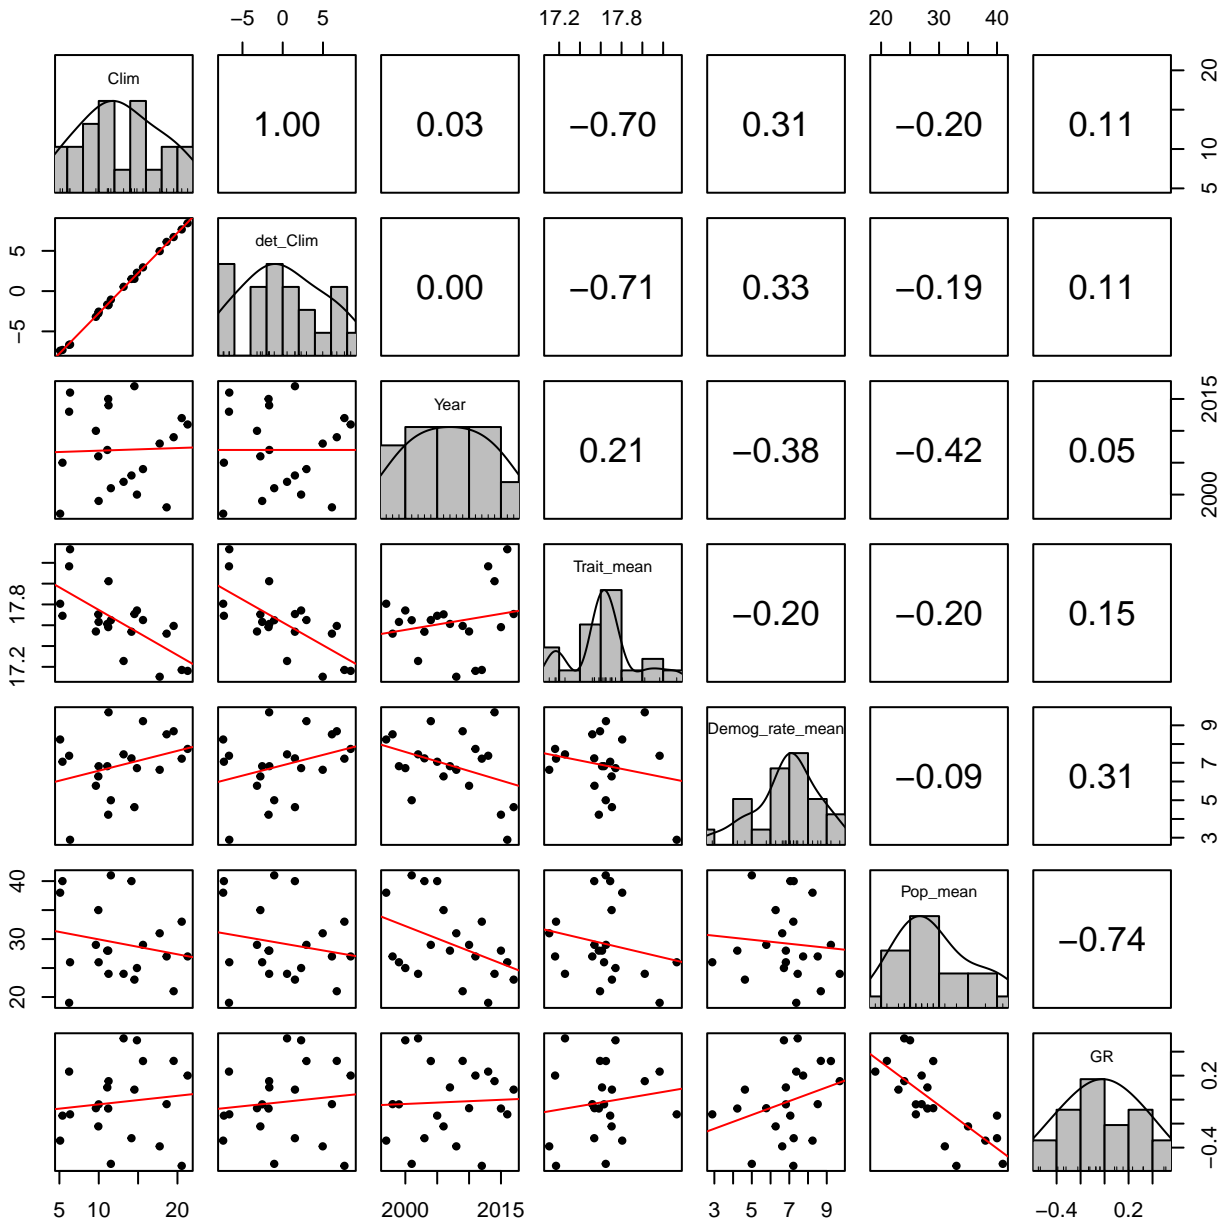 −5 0 5 17.2 17.8 20 30 40
Clim 1.00 0.03 −0.70 0.31 −0.20 0.11 5 10 20
−5 0 5 det_Clim 0.00 −0.71 0.33 −0.19 0.11
Year 0.21 −0.38 −0.42 0.05 2000 2015
17.2 17.8 Trait_mean −0.20 −0.20 0.15
Demog_rate_mean −0.09 0.31 3 5 7 9
20 30 40 Pop_mean −0.74
GR −0.4 0.2
5 10 20 2000 2015 3 5 7 9 −0.4 0.2